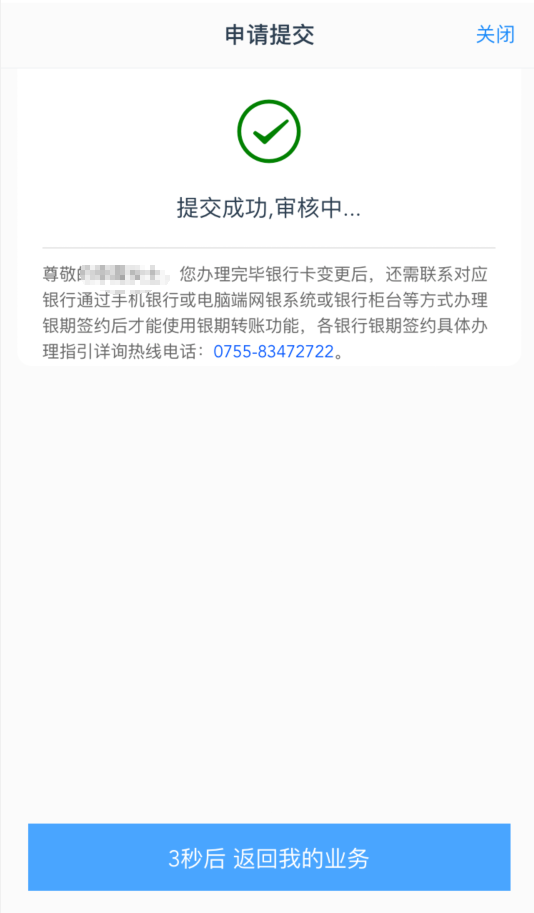 申请提交
关闭
提交成功,审核中...
尊敬的 ，您办理完毕银行卡变更后，还需联系对应
银行通过手机银行或电脑端网银系统或银行柜台等方式办理
银期签约后才能使用银期转账功能，各银行银期签约具体办
理指引详询热线电话：0755-83472722。
3秒后 返回我的业务